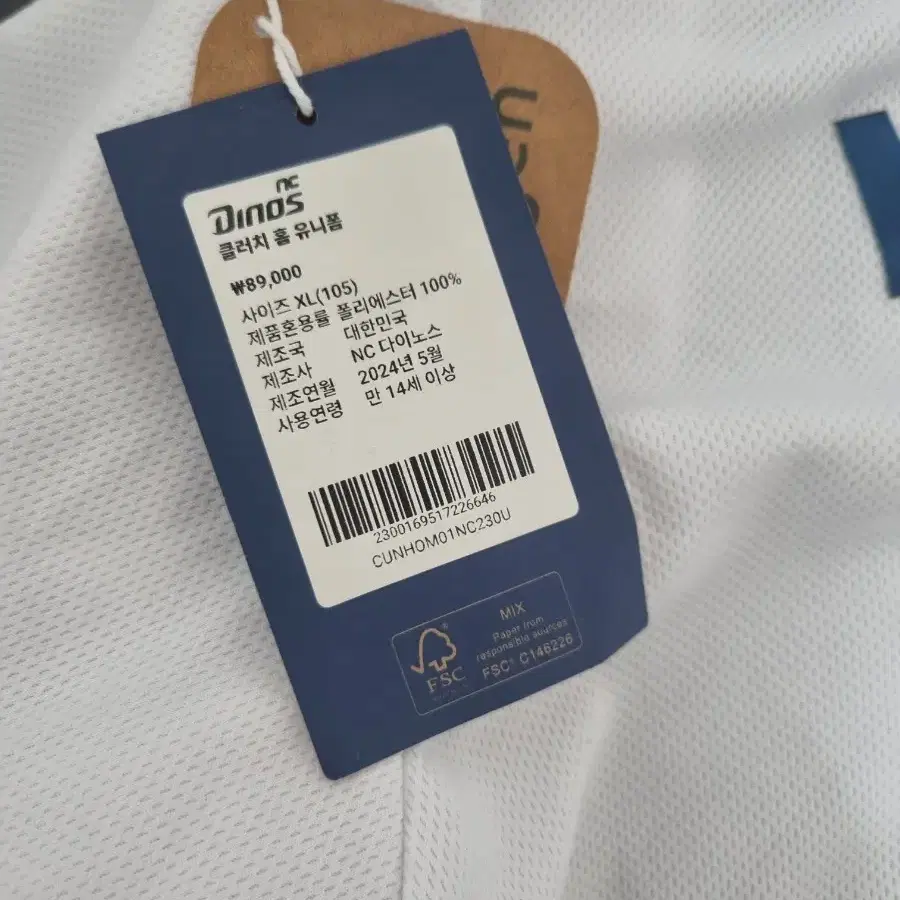 nc
Dinos
클러치 홈 유니폼
₩89,000
사이즈 XL(105)
제품혼용률 폴리에스터 100%
제조국 대한민국
제조사 NC 다이노스
제조연월 2024년 5월
사용연령 만 14세 이상
2300169517226646
CUNHOM01NC230U
FSC
MIX
Paper from
responsible sources
FSC® C146226